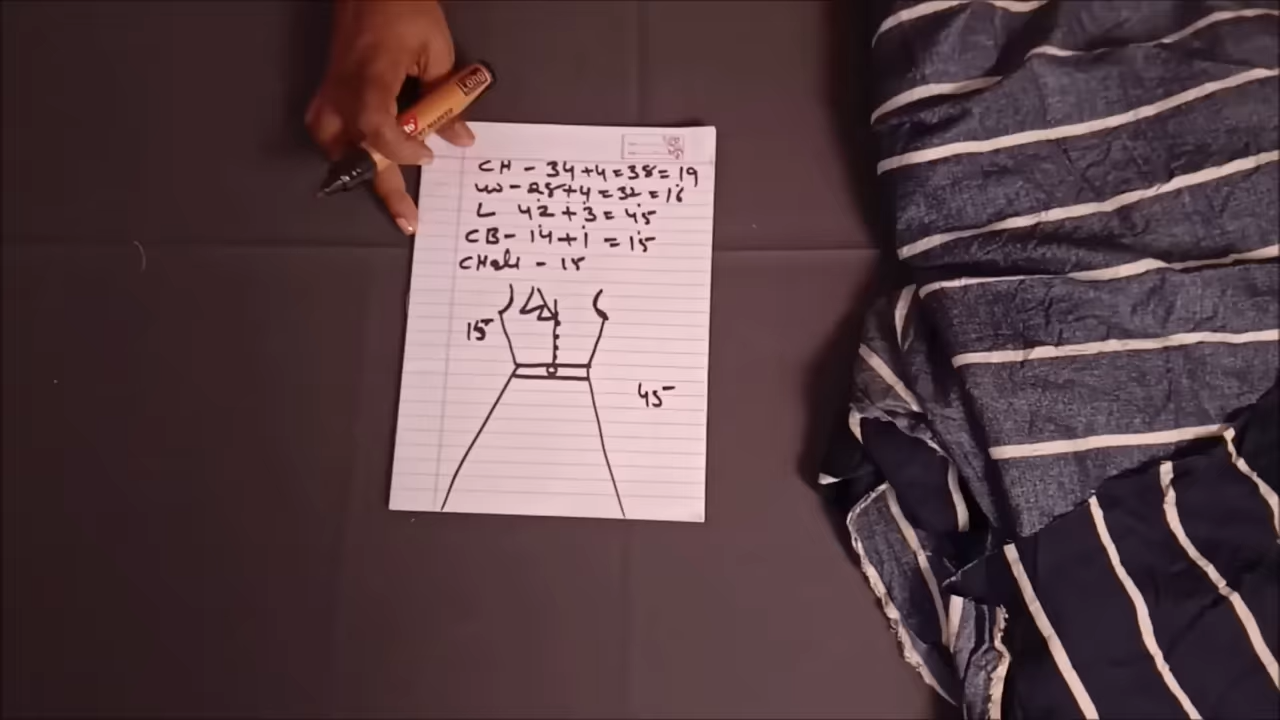 CH - 34 + 4 = 38 = 19
W - 28 + 4 = 32 = 16
L 42 + 3 = 45
CB - 14 + 1 = 15
CHoli - 15
15
45